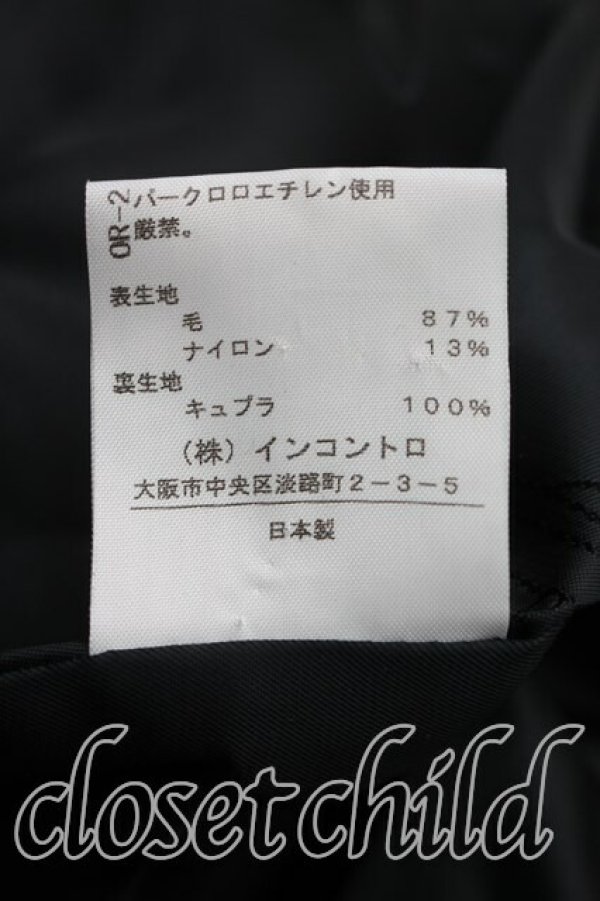 OR-2
パークロロエチレン使用
厳禁。
表生地
毛 87%
ナイロン 13%
裏生地
キュプラ 100%
(株)インコントロ
大阪市中央区淡路町2-3-5
日本製
closet child